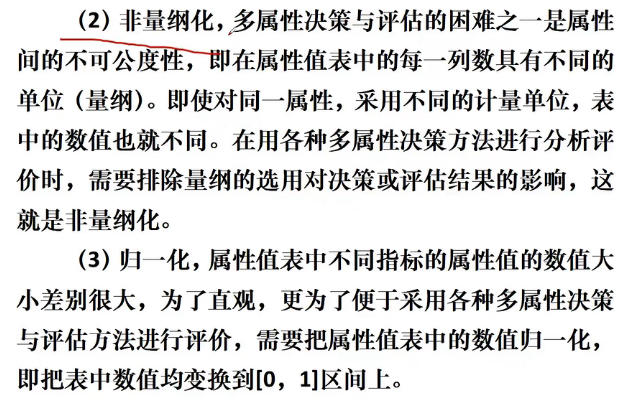 （2）非量纲化，多属性决策与评估的困难之一是属性
间的不可公度性，即在属性值表中的每一列数具有不同的
单位（量纲）。即使对同一属性，采用不同的计量单位，表
中的数值也就不同。在用各种多属性决策方法进行分析评
价时，需要排除量纲的选用对决策或评估结果的影响，这
就是非量纲化。
（3）归一化，属性值表中不同指标的属性值的数值大
小差别很大，为了直观，更为了便于采用各种多属性决策
与评估方法进行评价，需要把属性值表中的数值归一化，
即把表中数值均变换到[0，1]区间上。